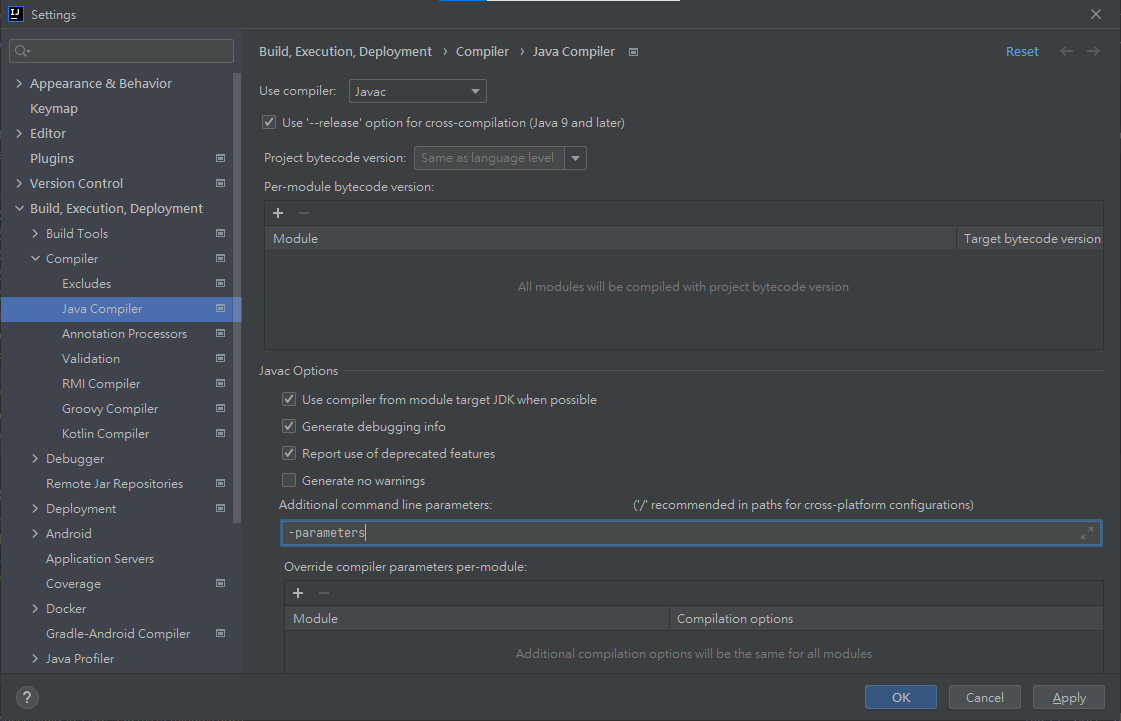 IJ Settings
Build, Execution, Deployment › Compiler › Java Compiler Reset
Appearance & Behavior
Keymap
Editor
Plugins
Version Control
Build, Execution, Deployment
Build Tools
Compiler
Excludes
Java Compiler
Annotation Processors
Validation
RMI Compiler
Groovy Compiler
Kotlin Compiler
Debugger
Remote Jar Repositories
Deployment
Android
Application Servers
Coverage
Docker
Gradle-Android Compiler
Java Profiler
Use compiler: Javac
Use '--release' option for cross-compilation (Java 9 and later)
Project bytecode version: Same as language level
Per-module bytecode version:
+ −
Module Target bytecode version
All modules will be compiled with project bytecode version
Javac Options
Use compiler from module target JDK when possible
Generate debugging info
Report use of deprecated features
Generate no warnings
Additional command line parameters: ('/' recommended in paths for cross-platform configurations)
-parameters
Override compiler parameters per-module:
+ −
Module Compilation options
Additional compilation options will be the same for all modules
? OK Cancel Apply